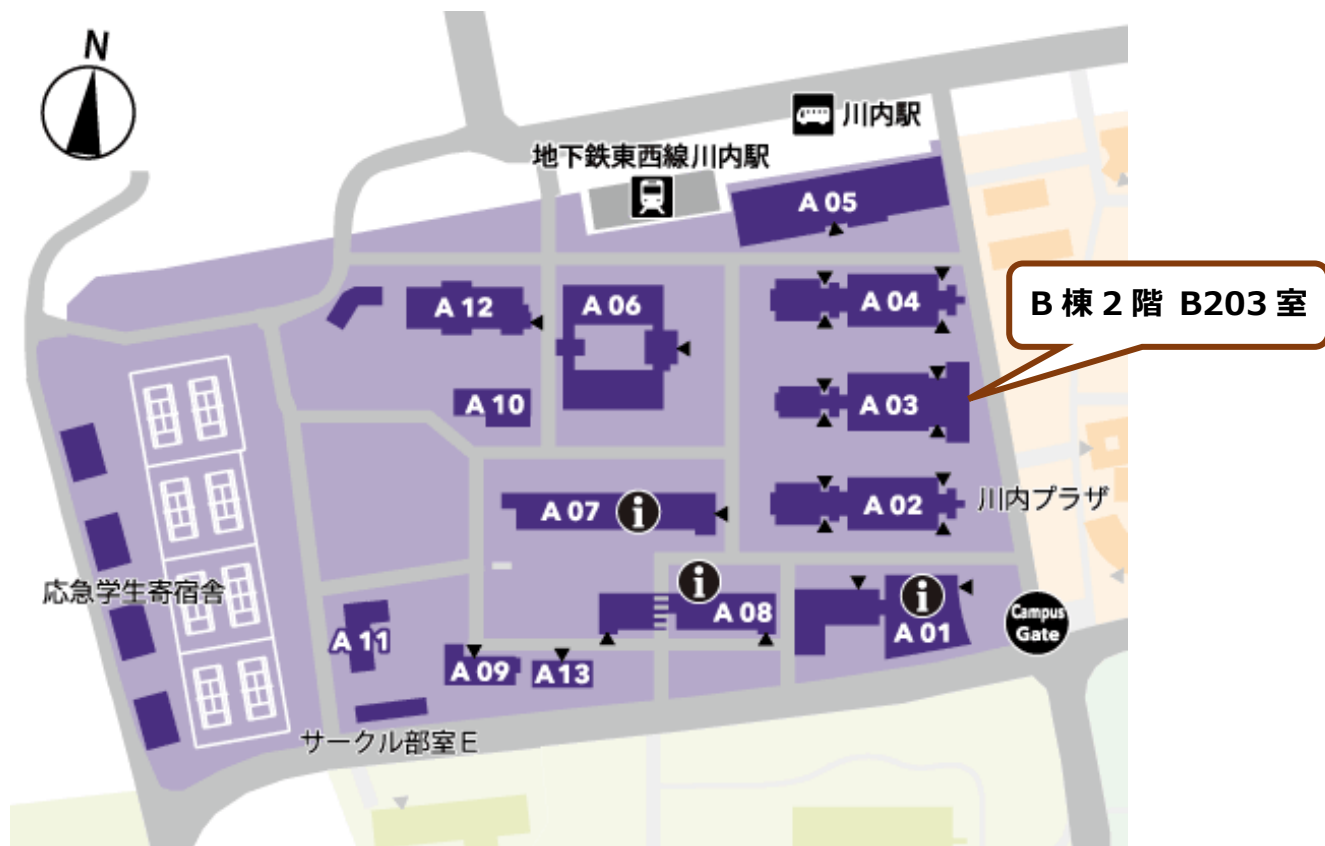 N
川内駅
地下鉄東西線川内駅
A 05
B 棟 2 階 B203 室
A 12
A 06
A 04
A 10
A 03
A 07
i
A 02
川内プラザ
応急学生寄宿舎
i
A 08
i
A 01
Campus
Gate
A 11
A 09
A13
サークル部室E